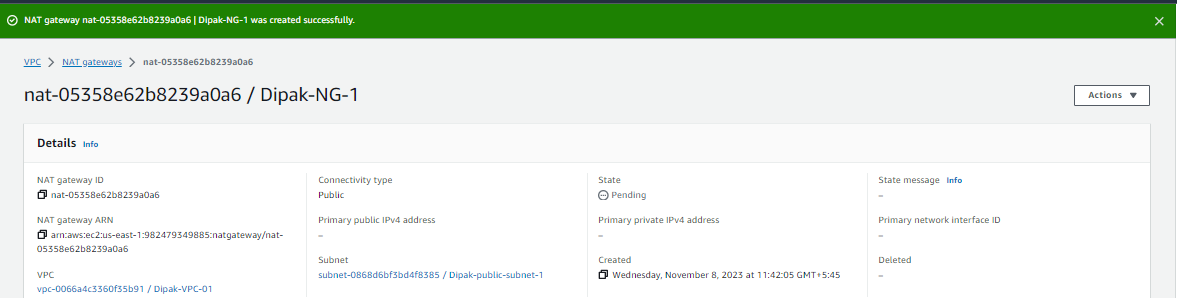 NAT gateway nat-05358e62b8239a0a6 | Dipak-NG-1 was created successfully.
VPC > NAT gateways > nat-05358e62b8239a0a6
nat-05358e62b8239a0a6 / Dipak-NG-1
Actions
Details Info
NAT gateway ID
nat-05358e62b8239a0a6
Connectivity type
Public
State
Pending
State message Info
–
NAT gateway ARN
arn:aws:ec2:us-east-1:982479349885:natgateway/nat-
05358e62b8239a0a6
Primary public IPv4 address
–
Primary private IPv4 address
–
Primary network interface ID
–
VPC
vpc-0066a4c3360f35b91 / Dipak-VPC-01
Subnet
subnet-0868d6bf3bd4f8385 / Dipak-public-subnet-1
Created
Wednesday, November 8, 2023 at 11:42:05 GMT+5:45
Deleted
–